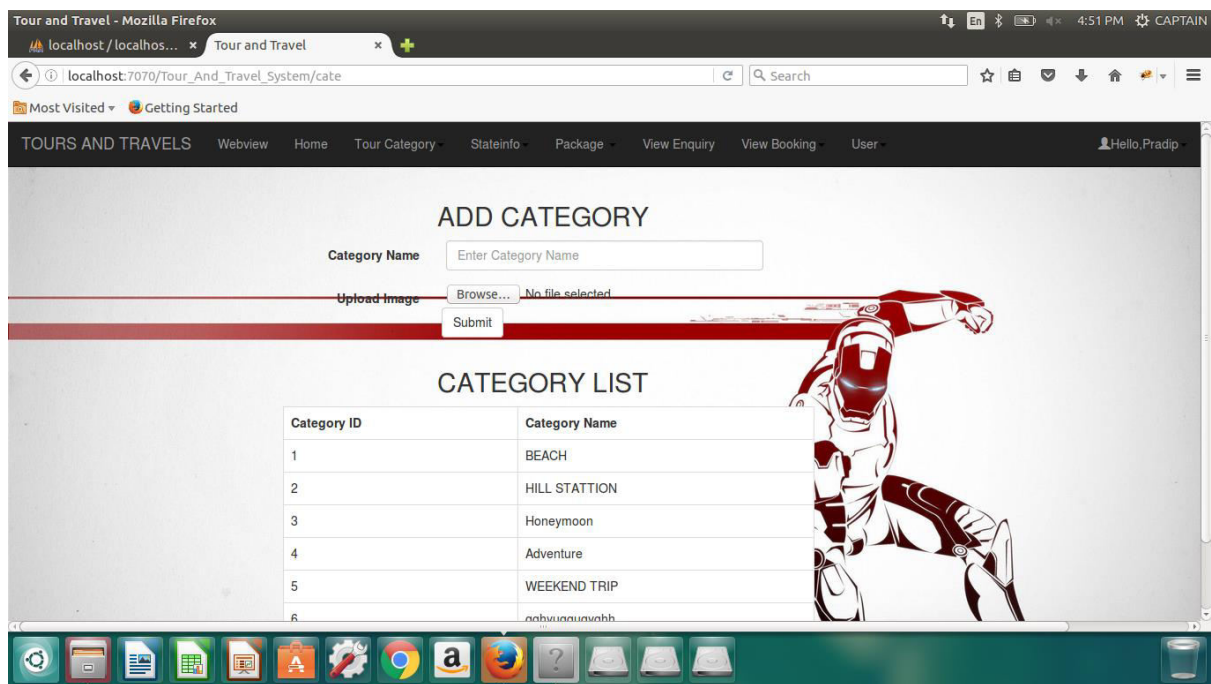 Tour and Travel - Mozilla Firefox
En 4:51 PM CAPTAIN
localhost / localhos... × Tour and Travel ×
localhost:7070/Tour_And_Travel_System/cate
Search
Most Visited Getting Started
TOURS AND TRAVELS Webview Home Tour Category Stateinfo Package View Enquiry View Booking User Hello,Pradip
ADD CATEGORY
Category Name Enter Category Name
Upload Image Browse... No file selected
Submit
CATEGORY LIST
Category ID Category Name
1 BEACH
2 HILL STATTION
3 Honeymoon
4 Adventure
5 WEEKEND TRIP
6